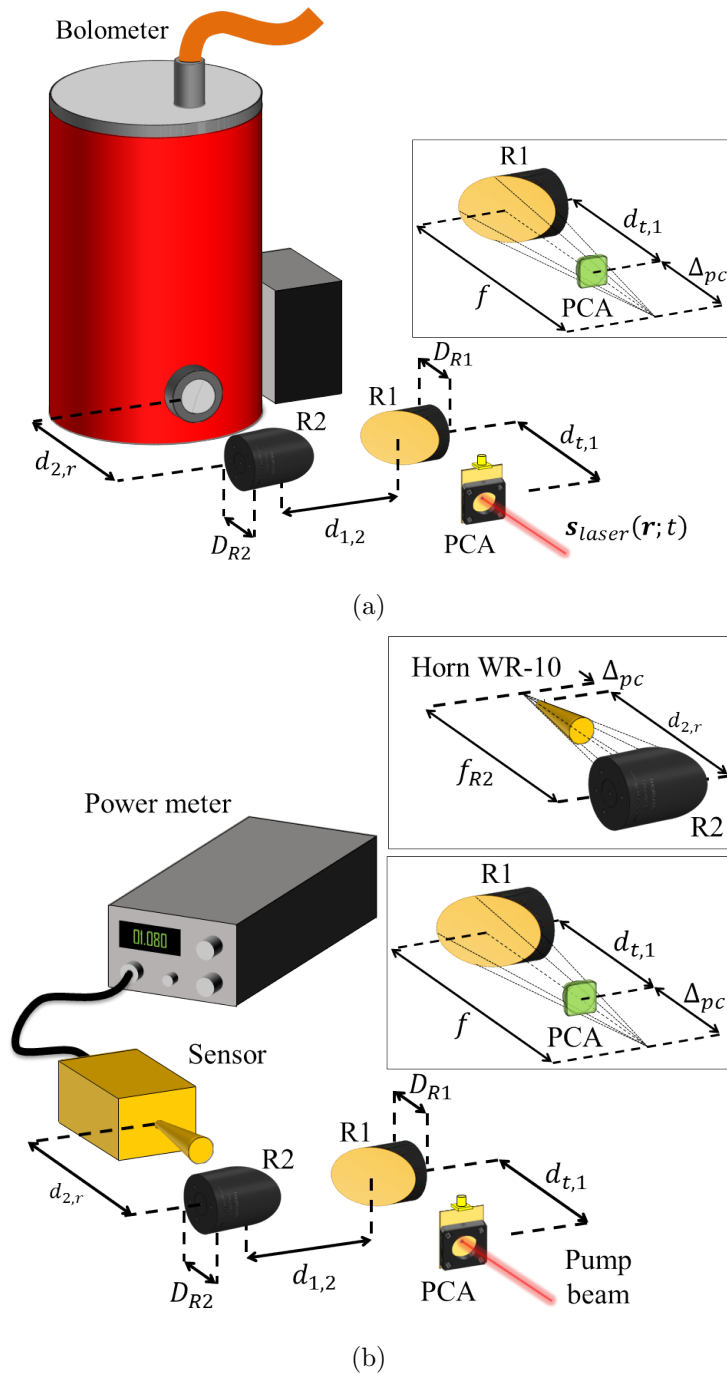 Bolometer
R1
d_{t,1}
Δ_{pc}
f
PCA
D_{R1}
R1
R2
d_{t,1}
d_{2,r}
D_{R2}
d_{1,2}
PCA
s_{laser}(r; t)
(a)
Horn WR-10
Δ_{pc}
d_{2,r}
f_{R2}
R2
Power meter
01.080
R1
d_{t,1}
Δ_{pc}
f
PCA
Sensor
D_{R1}
R1
R2
d_{t,1}
d_{2,r}
D_{R2}
d_{1,2}
PCA
Pump
beam
(b)